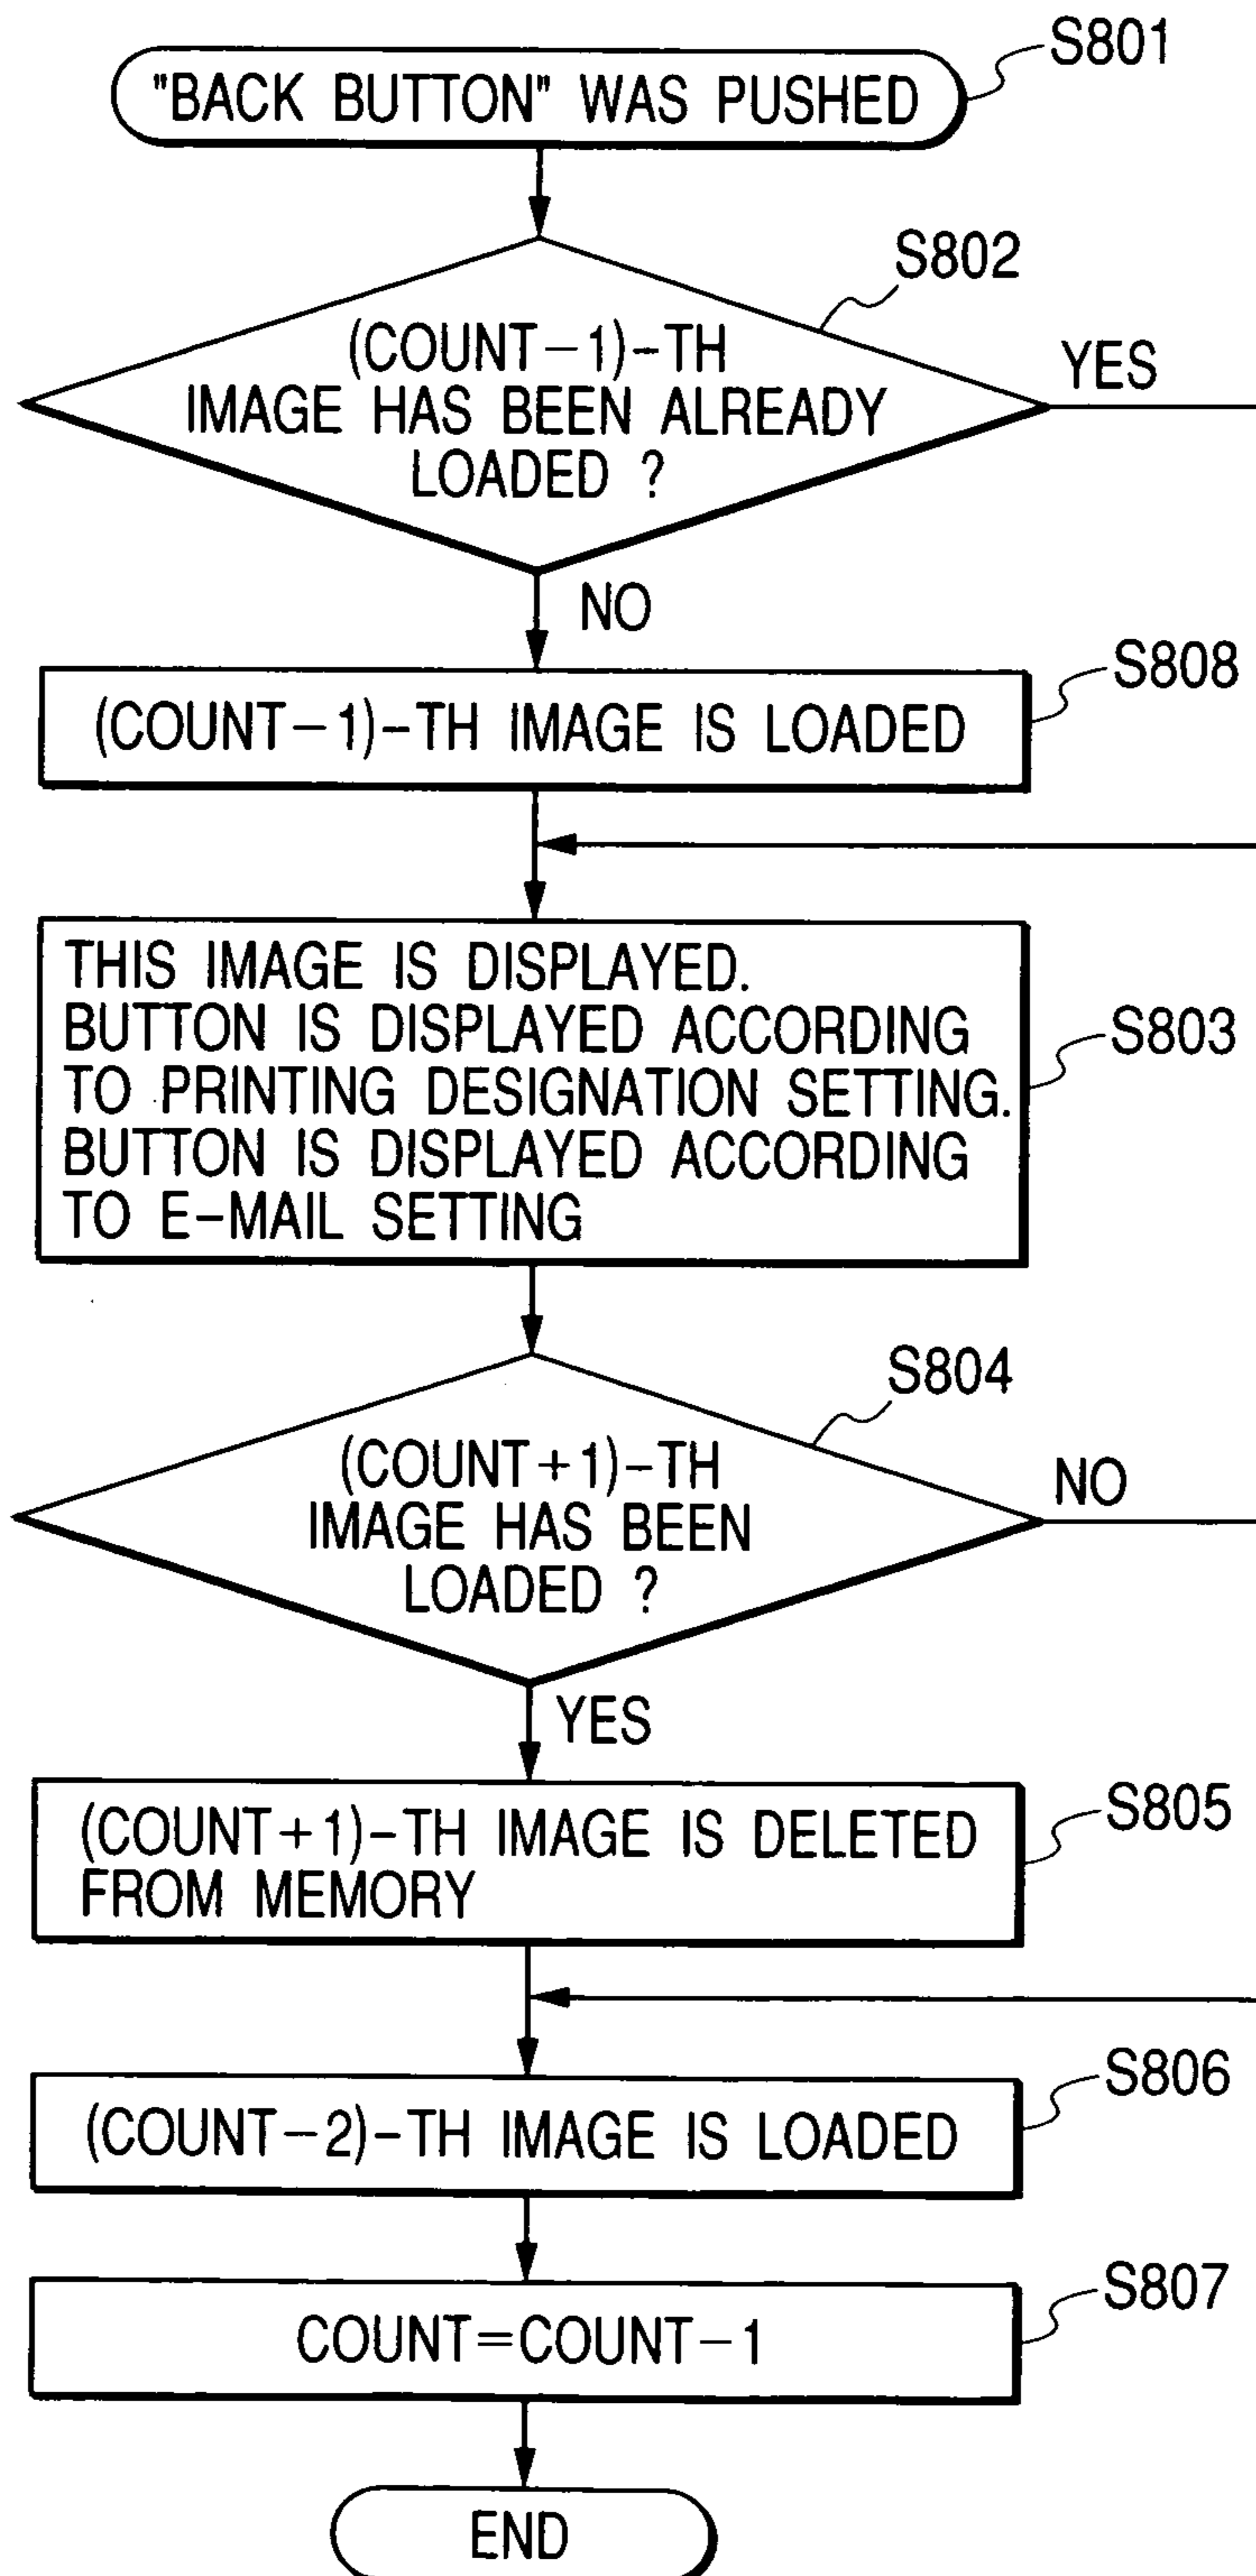 S801
"BACK BUTTON" WAS PUSHED
S802
(COUNT-1)-TH
IMAGE HAS BEEN ALREADY
LOADED ?
YES
NO
S808
(COUNT-1)-TH IMAGE IS LOADED
THIS IMAGE IS DISPLAYED.
BUTTON IS DISPLAYED ACCORDING
TO PRINTING DESIGNATION SETTING.
BUTTON IS DISPLAYED ACCORDING
TO E-MAIL SETTING
S803
S804
(COUNT+1)-TH
IMAGE HAS BEEN
LOADED ?
NO
YES
S805
(COUNT+1)-TH IMAGE IS DELETED
FROM MEMORY
S806
(COUNT-2)-TH IMAGE IS LOADED
S807
COUNT=COUNT-1
END